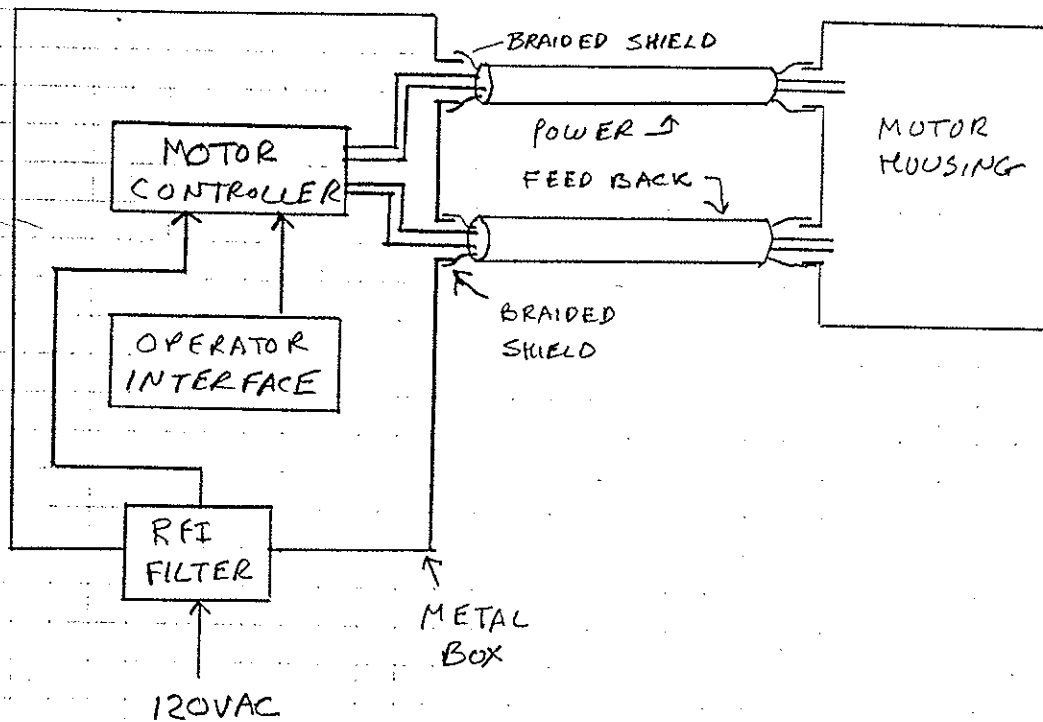 BRAIDED SHIELD
POWER
FEED BACK
MOTOR
HOUSING
MOTOR
CONTROLLER
BRAIDED
SHIELD
OPERATOR
INTERFACE
RFI
FILTER
METAL
BOX
120VAC